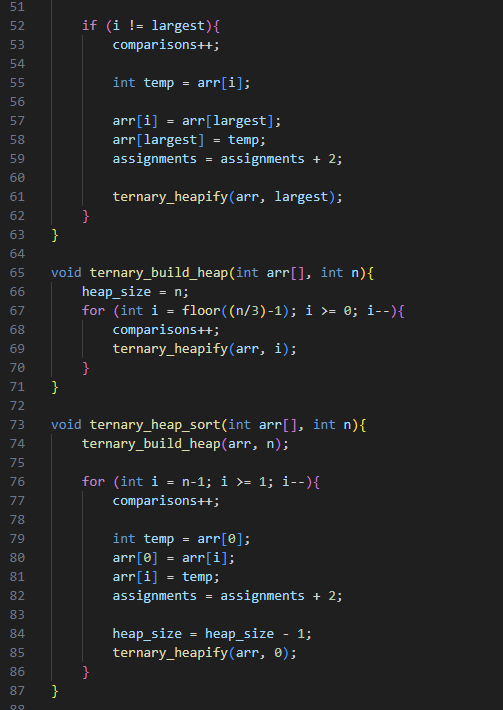 51
52 if (i != largest){
53 comparisons++;
54
55 int temp = arr[i];
56
57 arr[i] = arr[largest];
58 arr[largest] = temp;
59 assignments = assignments + 2;
60
61 ternary_heapify(arr, largest);
62 }
63 }
64
65 void ternary_build_heap(int arr[], int n){
66 heap_size = n;
67 for (int i = floor((n/3)-1); i >= 0; i--){
68 comparisons++;
69 ternary_heapify(arr, i);
70 }
71 }
72
73 void ternary_heap_sort(int arr[], int n){
74 ternary_build_heap(arr, n);
75
76 for (int i = n-1; i >= 1; i--){
77 comparisons++;
78
79 int temp = arr[0];
80 arr[0] = arr[i];
81 arr[i] = temp;
82 assignments = assignments + 2;
83
84 heap_size = heap_size - 1;
85 ternary_heapify(arr, 0);
86 }
87 }
88